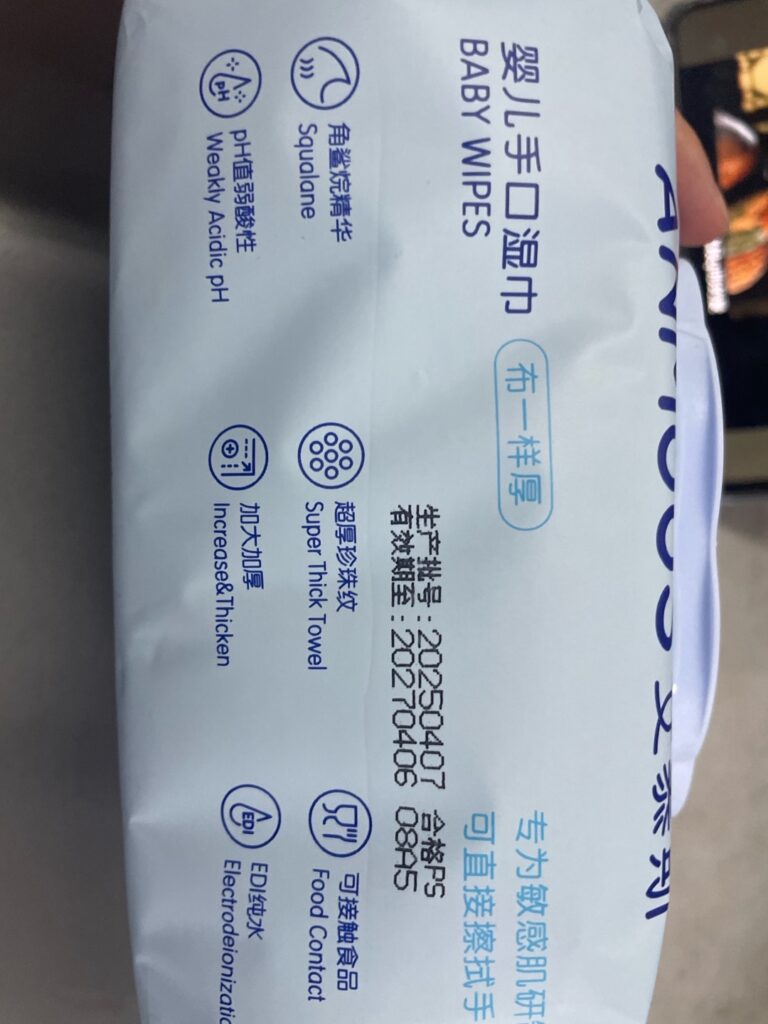 婴儿手口湿巾
BABY WIPES
布一样厚
专为敏感肌研
可直接擦拭手
生产批号：20250407 合格PS
有效期至：20270406 08A5
角鲨烷精华
Squalane
超厚珍珠纹
Super Thick Towel
可接触食品
Food Contact
pH
pH值弱酸性
Weakly Acidic pH
加大加厚
Increase&Thicken
EDI
EDI纯水
Electrodeionizatio